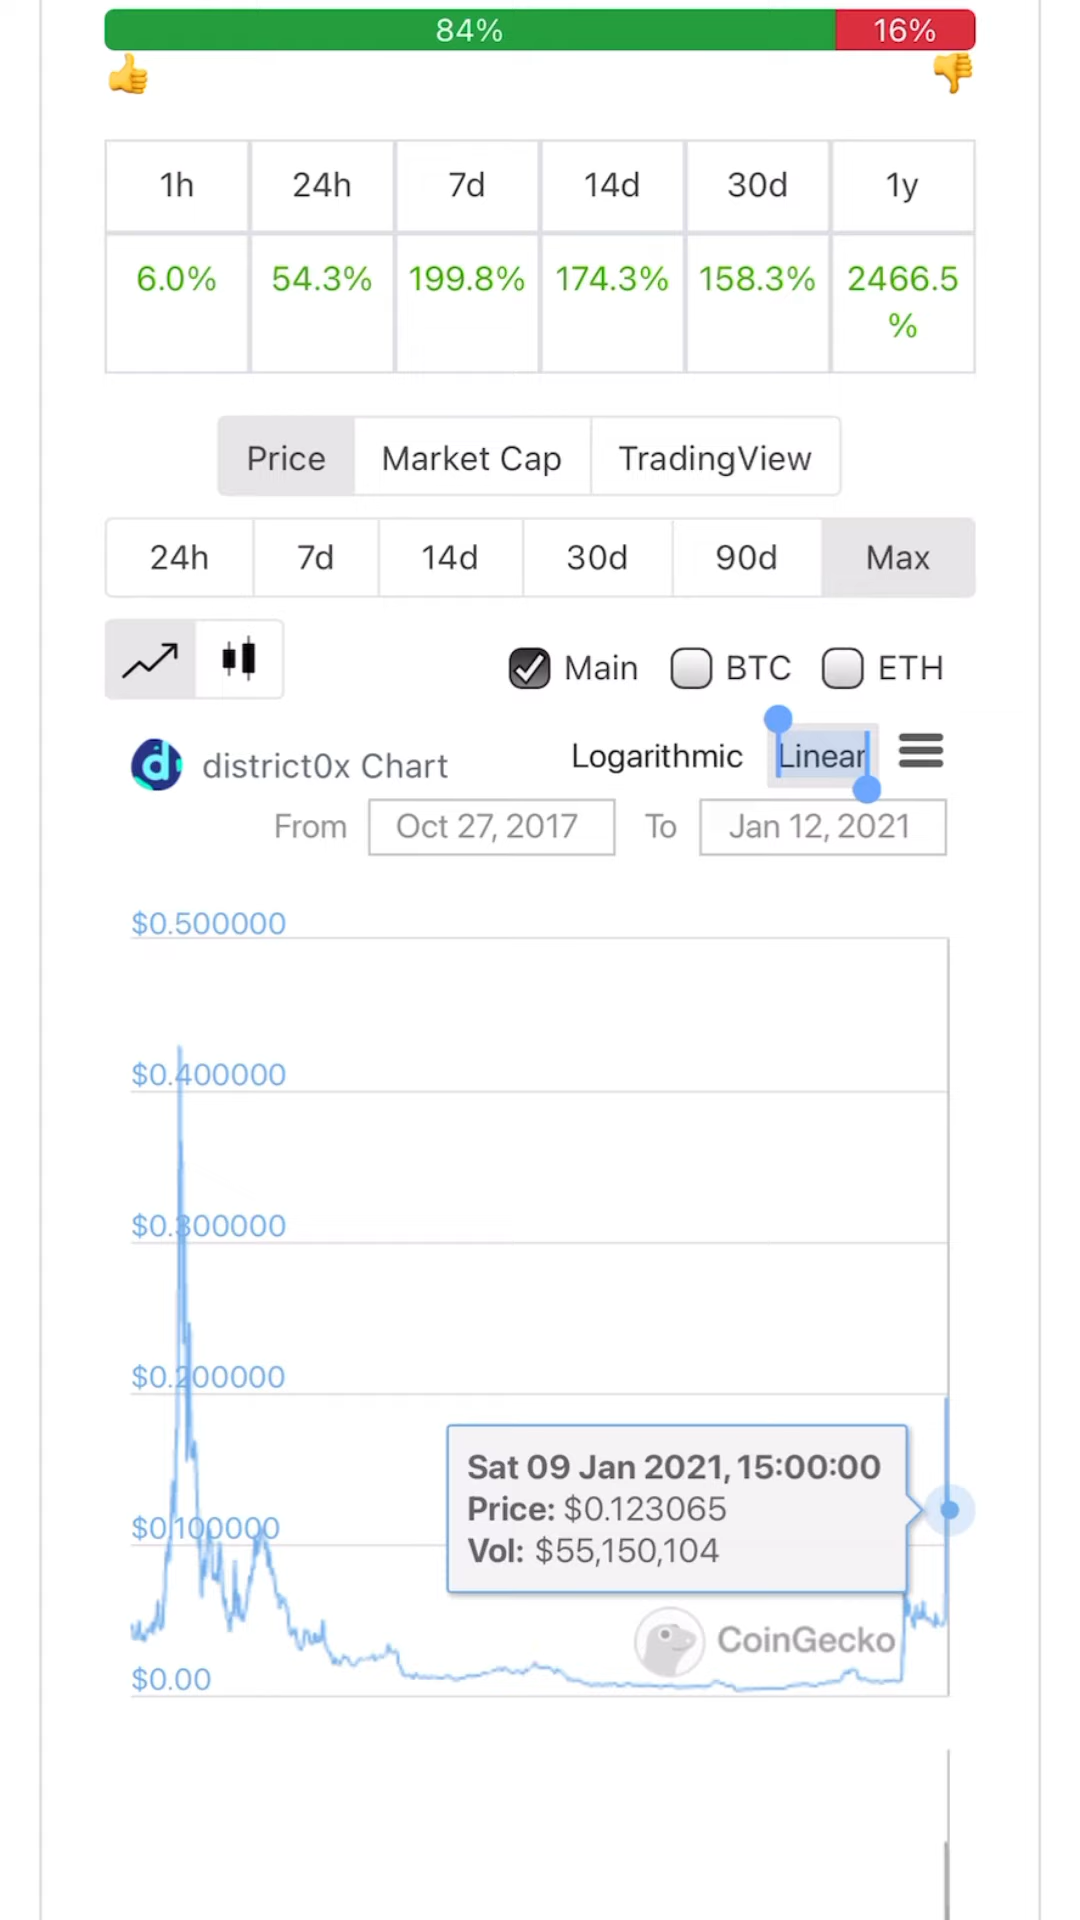 84% 16%
1h 24h 7d 14d 30d 1y
6.0% 54.3% 199.8% 174.3% 158.3% 2466.5
%
Price Market Cap TradingView
24h 7d 14d 30d 90d Max
Main BTC ETH
district0x Chart Logarithmic Linear
From Oct 27, 2017 To Jan 12, 2021
$0.500000
$0.400000
$0.300000
$0.200000
Sat 09 Jan 2021, 15:00:00
Price: $0.123065
$0.100000
Vol: $55,150,104
CoinGecko
$0.00